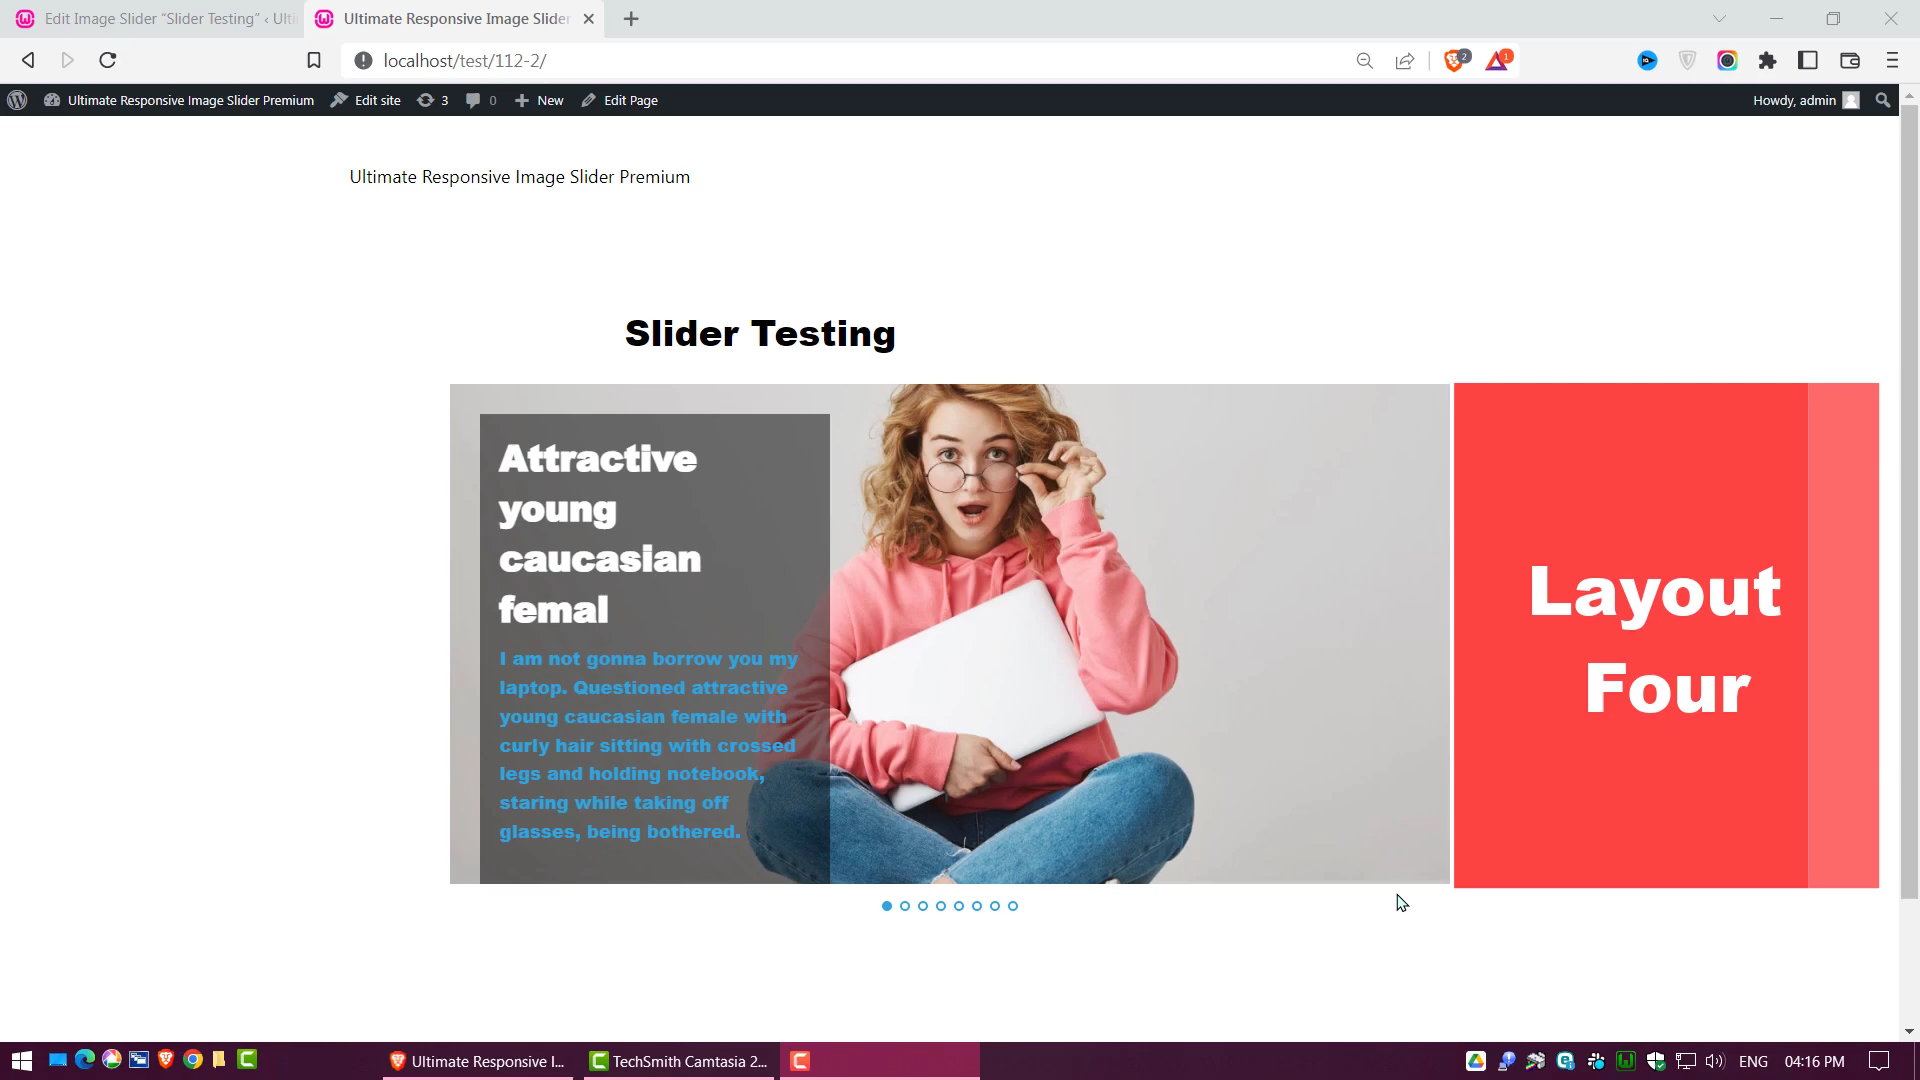 Edit Image Slider “Slider Testing” ‹ Ulti
Ultimate Responsive Image Slider
localhost/test/112-2/
2
1
Ultimate Responsive Image Slider Premium
Edit site
3
0
New
Edit Page
Howdy, admin
Ultimate Responsive Image Slider Premium
Slider Testing
Attractive
young
caucasian
femal
I am not gonna borrow you my
laptop. Questioned attractive
young caucasian female with
curly hair sitting with crossed
legs and holding notebook,
staring while taking off
glasses, being bothered.
Layout
Four
Ultimate Responsive I...
TechSmith Camtasia 2...
ENG
04:16 PM